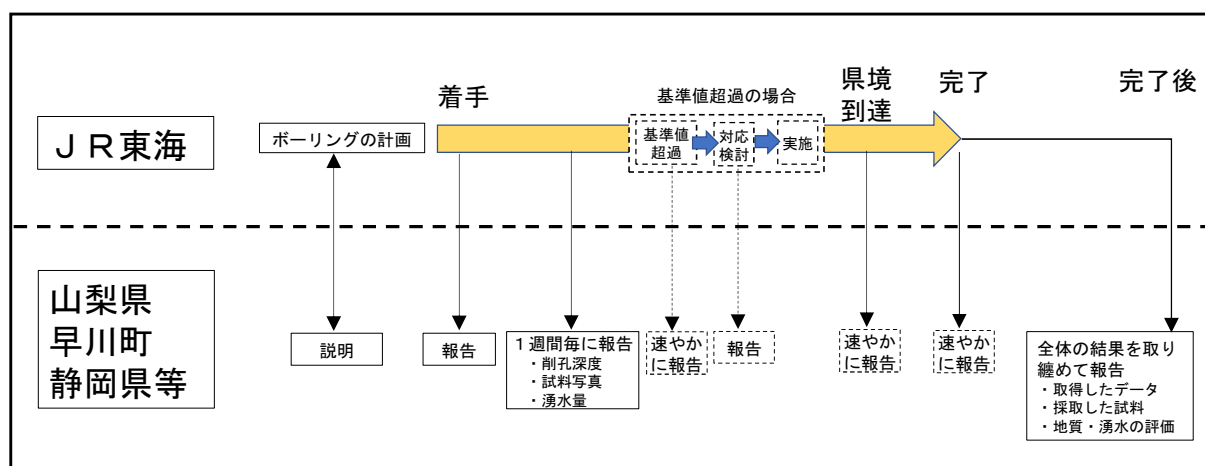 着手
基準値超過の場合
県境
到達
完了
完了後
ＪＲ東海
ボーリングの計画
基準値
超過
対応
検討
実施
山梨県
早川町
静岡県等
説明
報告
１週間毎に報告
・削孔深度
・試料写真
・湧水量
速やか
に報告
報告
速やか
に報告
速やか
に報告
全体の結果を取り
纏めて報告
・取得したデータ
・採取した試料
・地質・湧水の評価